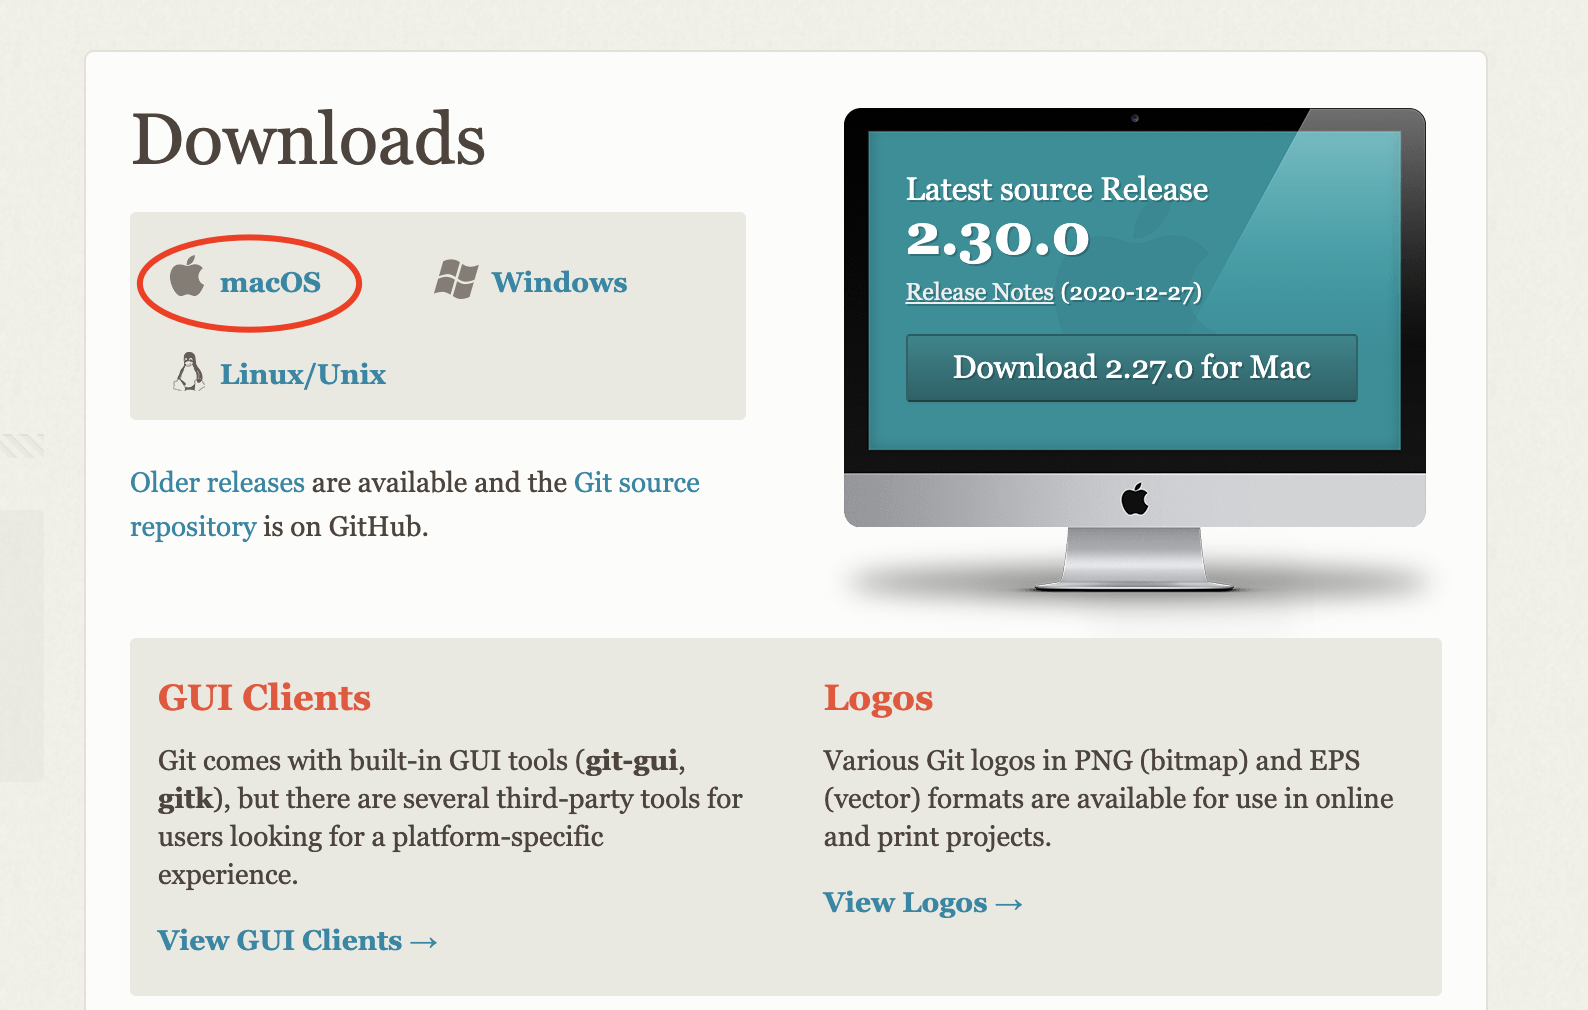 Downloads
macOS
Windows
Linux/Unix
Older releases are available and the Git source
repository is on GitHub.
Latest source Release
2.30.0
Release Notes (2020-12-27)
Download 2.27.0 for Mac
GUI Clients
Git comes with built-in GUI tools (git-gui,
gitk), but there are several third-party tools for
users looking for a platform-specific
experience.
View GUI Clients →
Logos
Various Git logos in PNG (bitmap) and EPS
(vector) formats are available for use in online
and print projects.
View Logos →